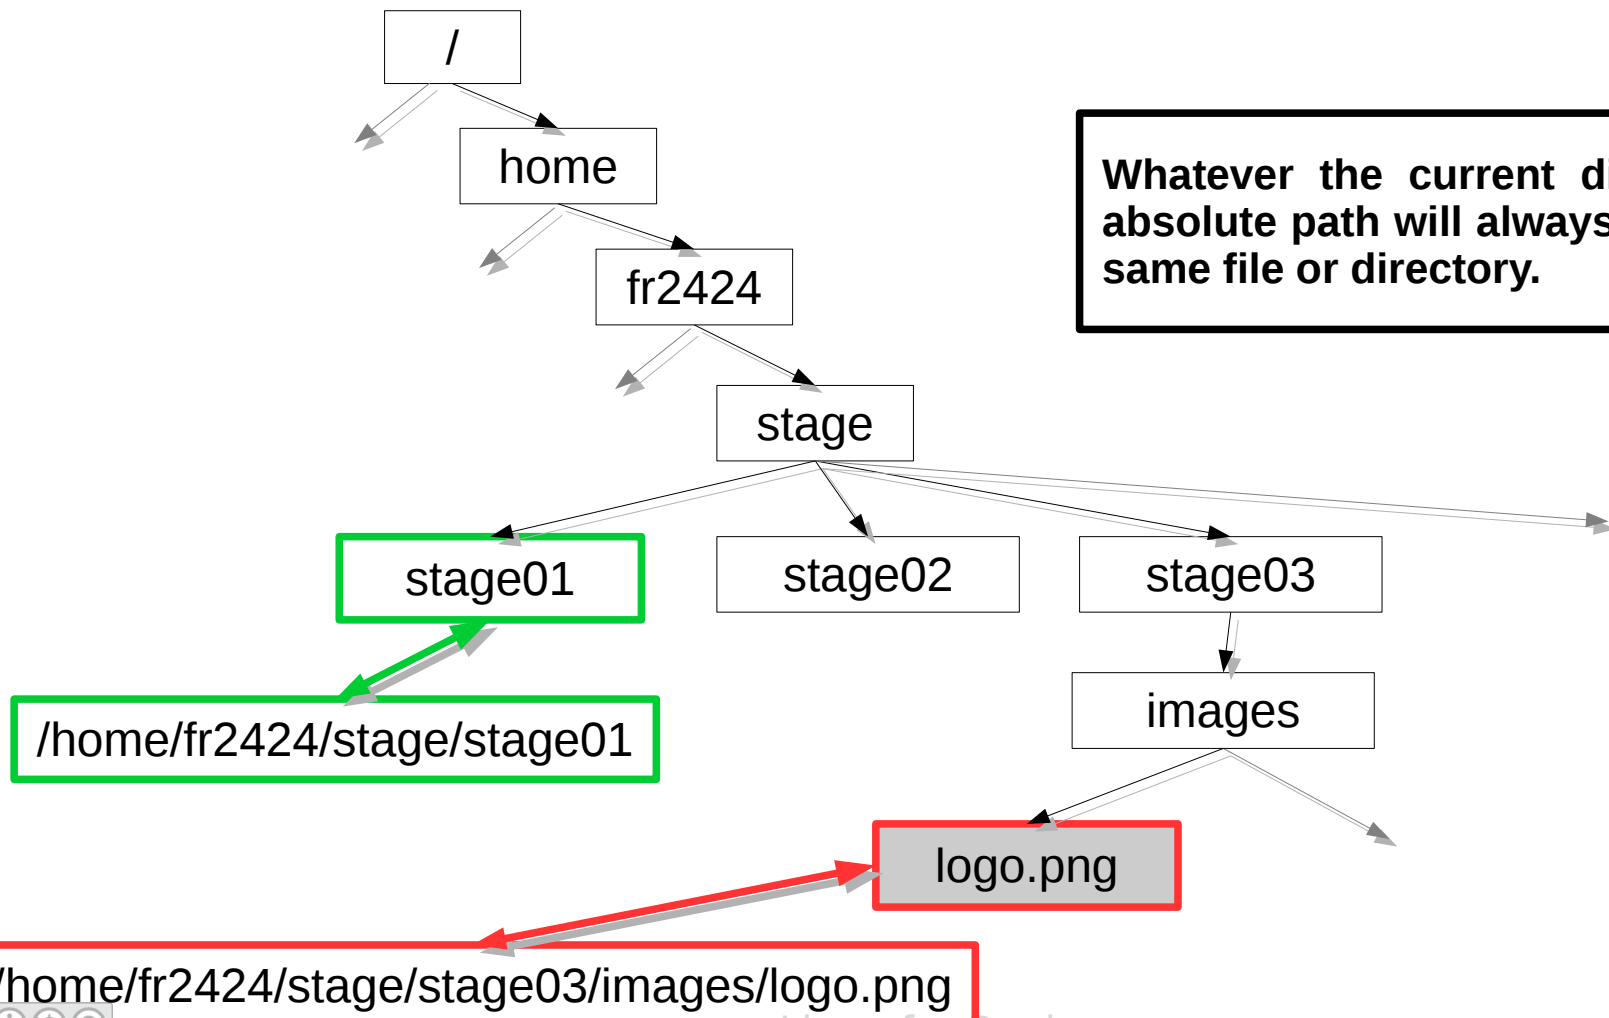 /
home
Whatever the current
absolute path will always
same file or directory.
fr2424
stage
stage01
stage02
stage03
/home/fr2424/stage/stage01
images
logo.png
/home/fr2424/stage/stage03/images/logo.png